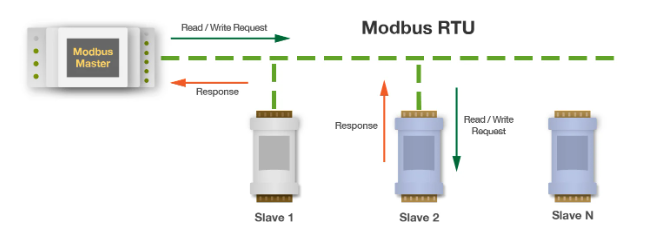 Read / Write Request
Modbus RTU
Modbus
Master
Response
Response
Read / Write
Request
Slave 1
Slave 2
Slave N